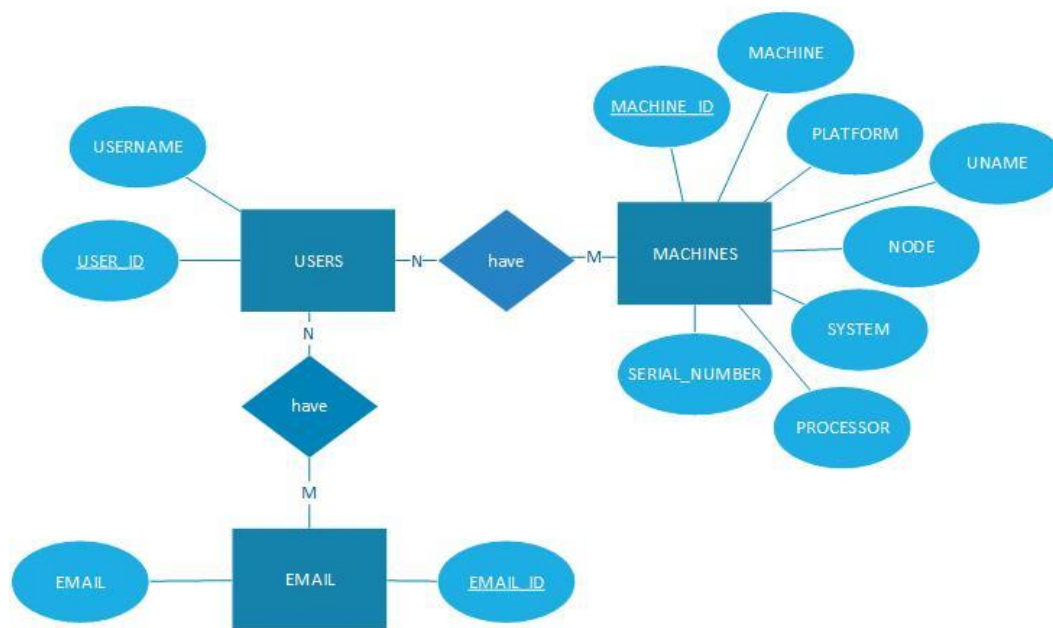 MACHINE
MACHINE_ID
PLATFORM
USERNAME
UNAME
NODE
USER_ID
USERS
N
have
M
MACHINES
SYSTEM
N
SERIAL_NUMBER
have
PROCESSOR
M
EMAIL
EMAIL
EMAIL_ID